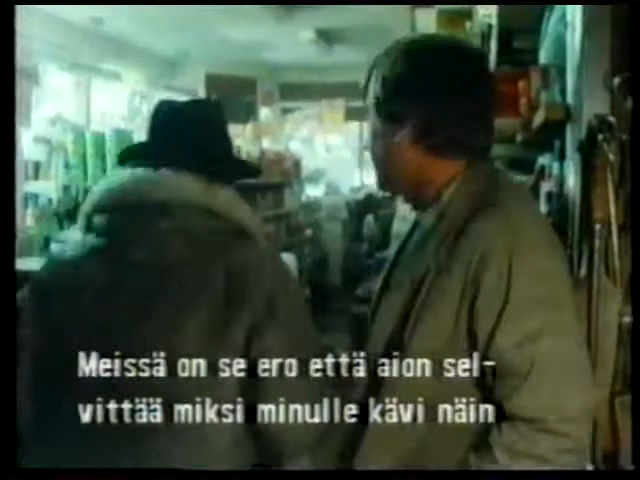 Meissä on se ero että aion sel-
vittää miksi minulle kävi näin